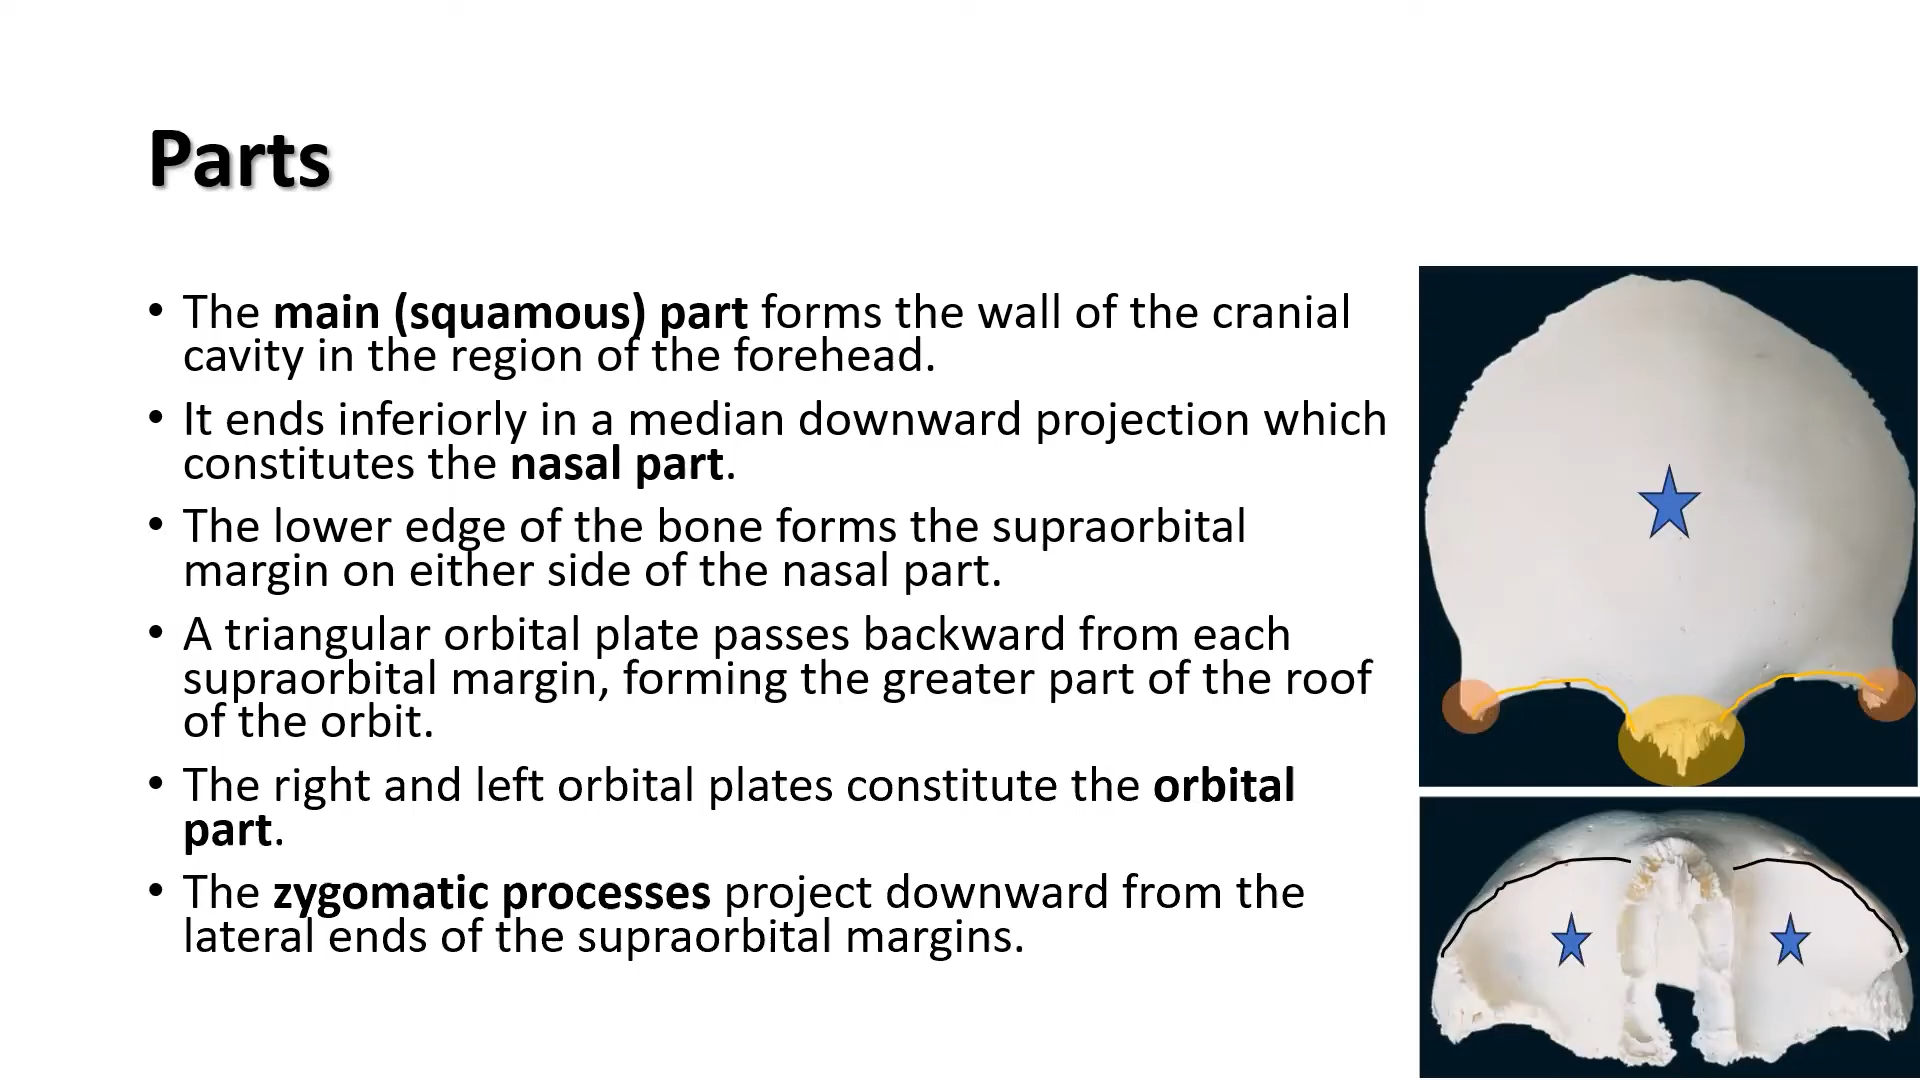 Parts
• The main (squamous) part forms the wall of the cranial
cavity in the region of the forehead.
• It ends inferiorly in a median downward projection which
constitutes the nasal part.
• The lower edge of the bone forms the supraorbital
margin on either side of the nasal part.
• A triangular orbital plate passes backward from each
supraorbital margin, forming the greater part of the roof
of the orbit.
• The right and left orbital plates constitute the orbital
part.
• The zygomatic processes project downward from the
lateral ends of the supraorbital margins.